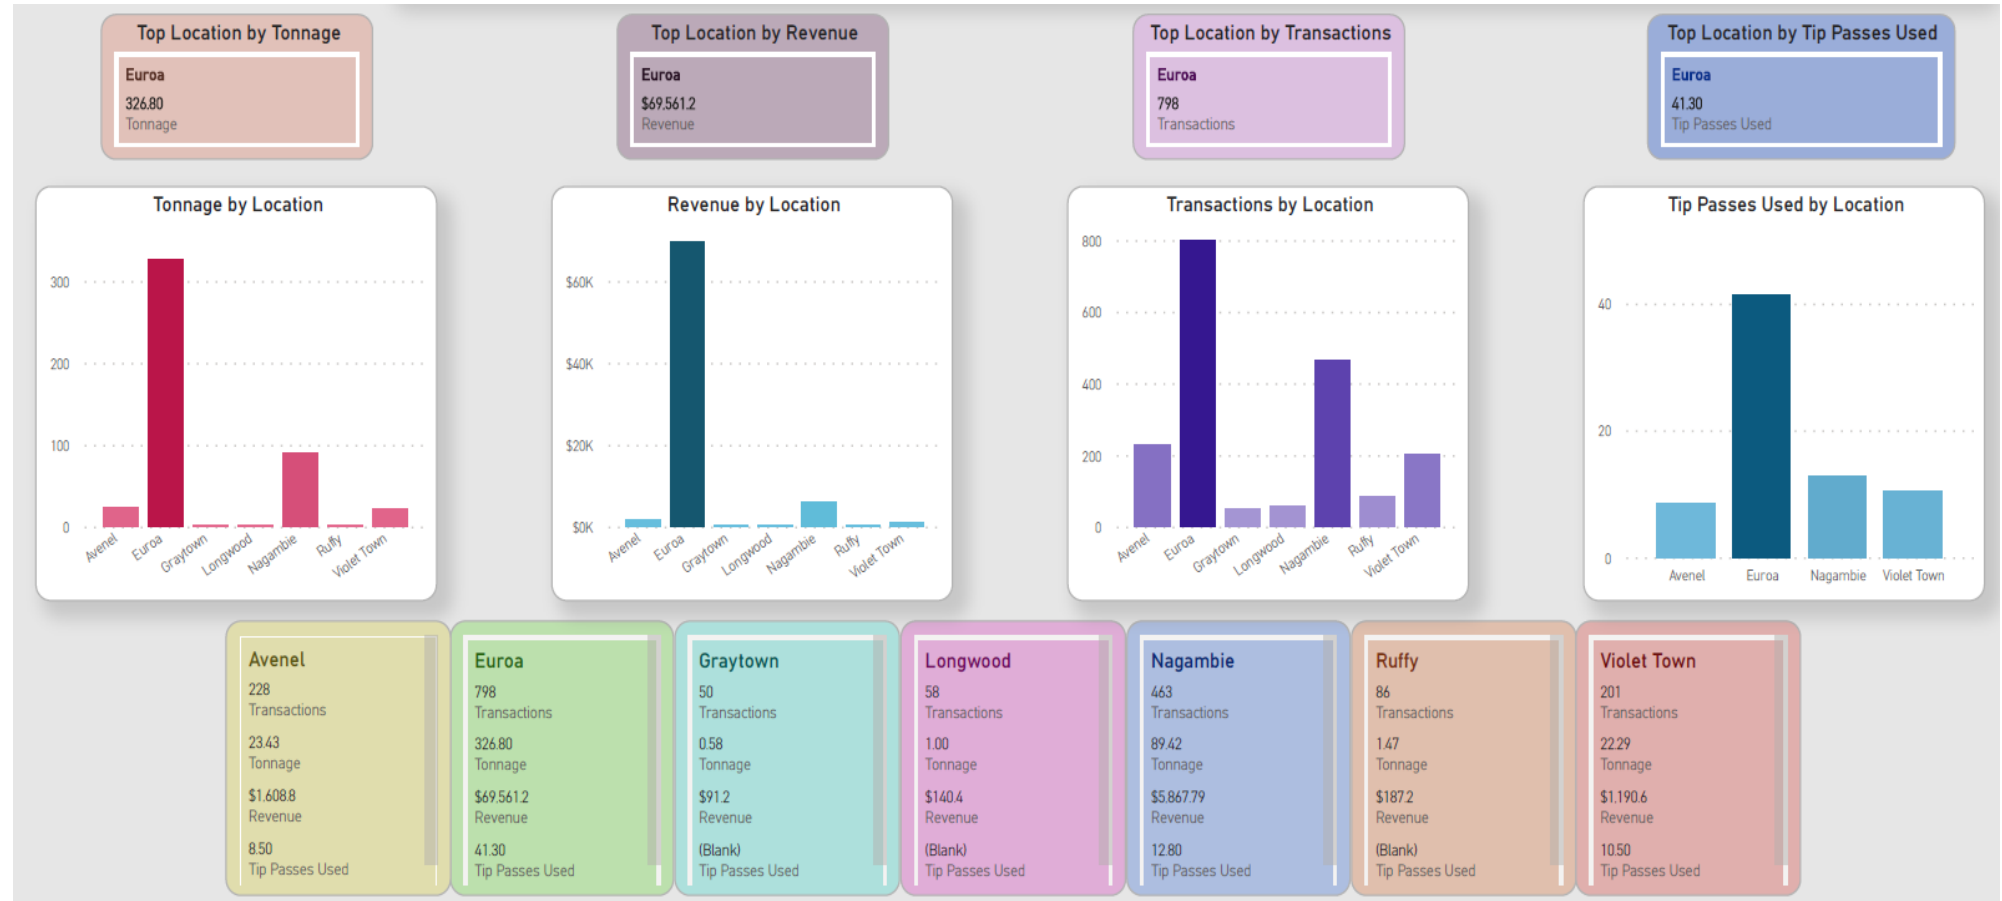 Top Location by Tonnage
Euroa
326.80
Tonnage
Top Location by Revenue
Euroa
$69,561.2
Revenue
Top Location by Transactions
Euroa
798
Transactions
Top Location by Tip Passes Used
Euroa
41.30
Tip Passes Used
Tonnage by Location
300
200
100
0
Avenel
Euroa
Graytown
Longwood
Nagambie
Ruffy
Violet Town
Revenue by Location
$60K
$40K
$20K
$0K
Avenel
Euroa
Graytown
Longwood
Nagambie
Ruffy
Violet Town
Transactions by Location
800
600
400
200
0
Avenel
Euroa
Graytown
Longwood
Nagambie
Ruffy
Violet Town
Tip Passes Used by Location
40
20
0
Avenel
Euroa
Nagambie
Violet Town
Avenel
228
Transactions
23.43
Tonnage
$1,608.8
Revenue
8.50
Tip Passes Used
Euroa
798
Transactions
326.80
Tonnage
$69,561.2
Revenue
41.30
Tip Passes Used
Graytown
50
Transactions
0.58
Tonnage
$91.2
Revenue
(Blank)
Tip Passes Used
Longwood
58
Transactions
1.00
Tonnage
$140.4
Revenue
(Blank)
Tip Passes Used
Nagambie
463
Transactions
89.42
Tonnage
$5,867.79
Revenue
12.80
Tip Passes Used
Ruffy
86
Transactions
1.47
Tonnage
$187.2
Revenue
(Blank)
Tip Passes Used
Violet Town
201
Transactions
22.29
Tonnage
$1,190.6
Revenue
10.50
Tip Passes Used